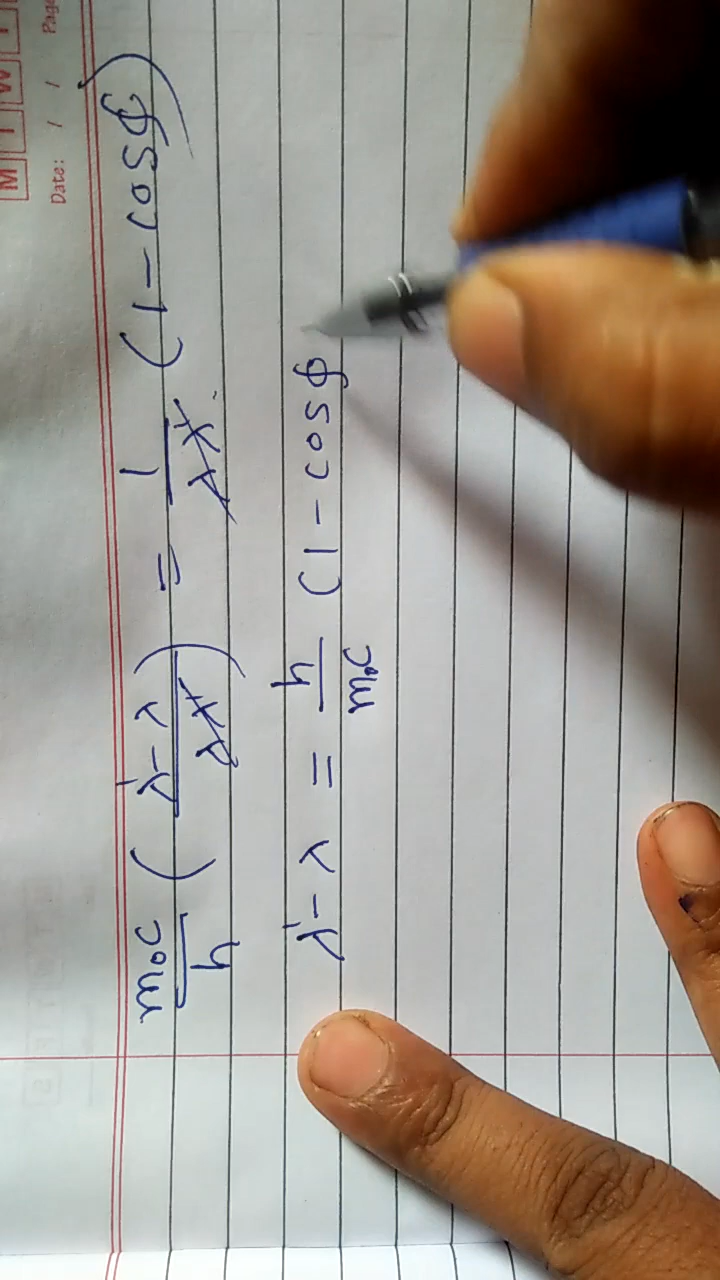 M T W T
Page
Date: / /
m₀c/h (λ' - λ / λλ') = 1/λλ' (1 - cosϕ)
λ' - λ = h/m₀c (1 - cosϕ